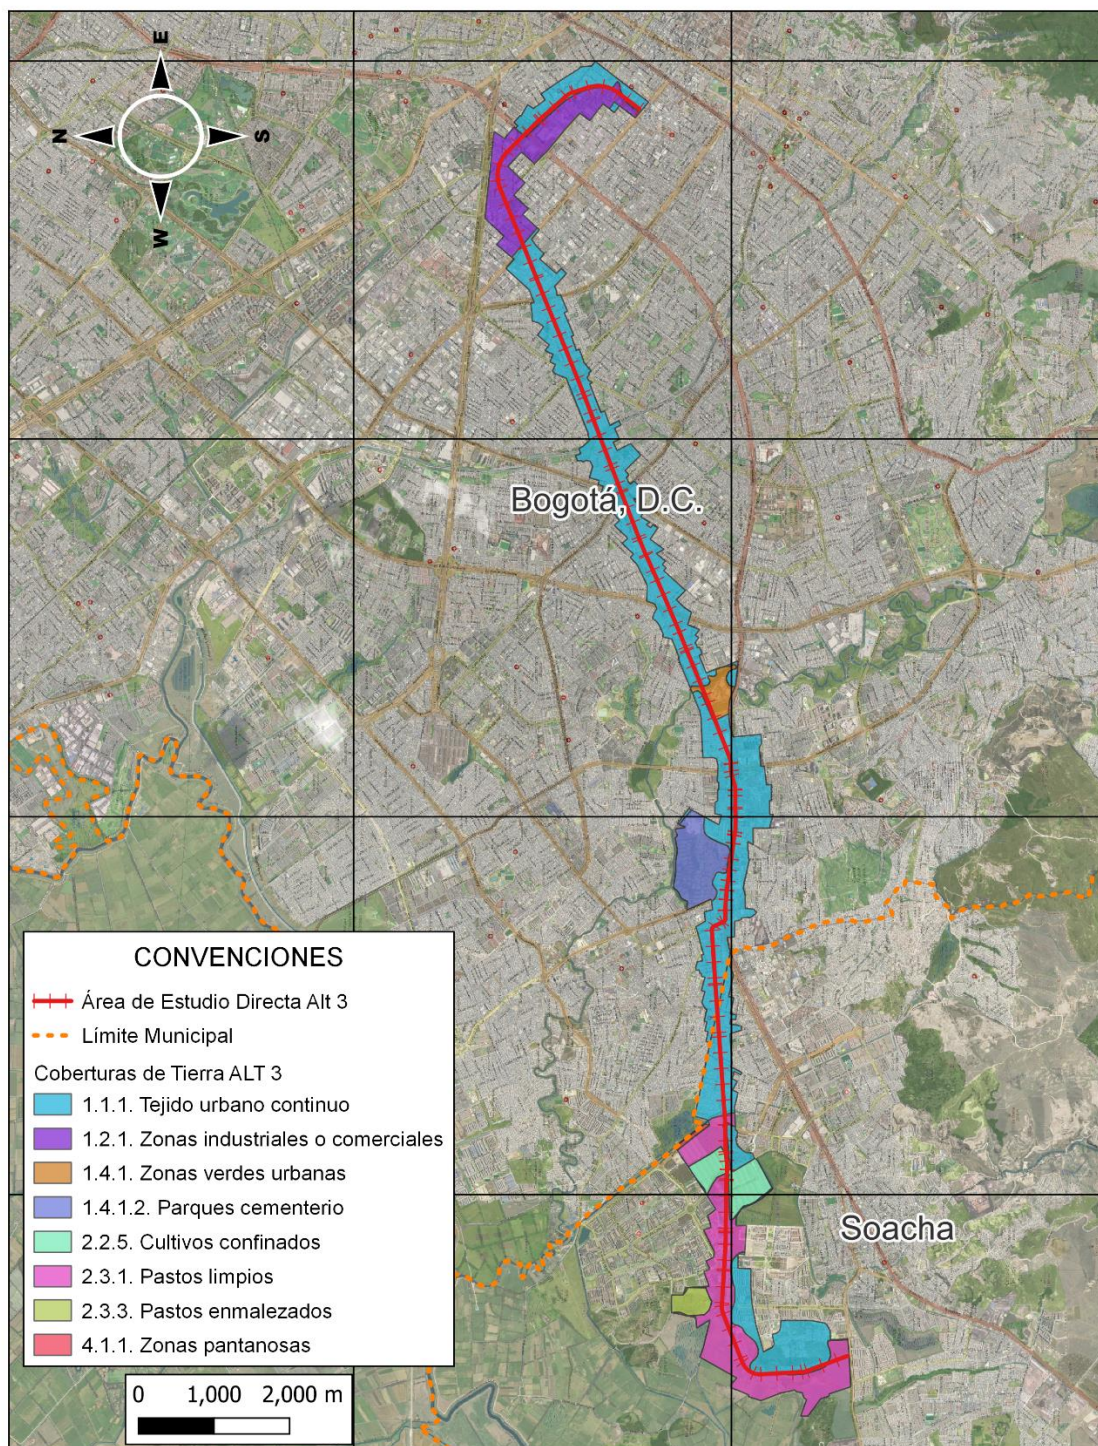 E
N
S
W
Bogotá, D.C.
CONVENCIONES
Área de Estudio Directa Alt 3
Límite Municipal
Coberturas de Tierra ALT 3
1.1.1. Tejido urbano continuo
1.2.1. Zonas industriales o comerciales
1.4.1. Zonas verdes urbanas
1.4.1.2. Parques cementerio
2.2.5. Cultivos confinados
2.3.1. Pastos limpios
2.3.3. Pastos enmalezados
4.1.1. Zonas pantanosas
Soacha
0 1,000 2,000 m